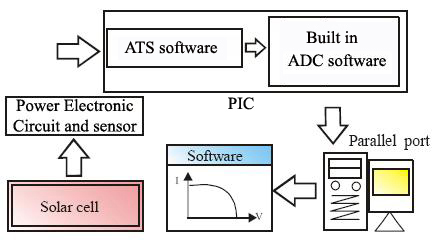 ATS software
Built in
ADC software
PIC
Power Electronic
Circuit and sensor
Parallel port
Software
I
V
Solar cell